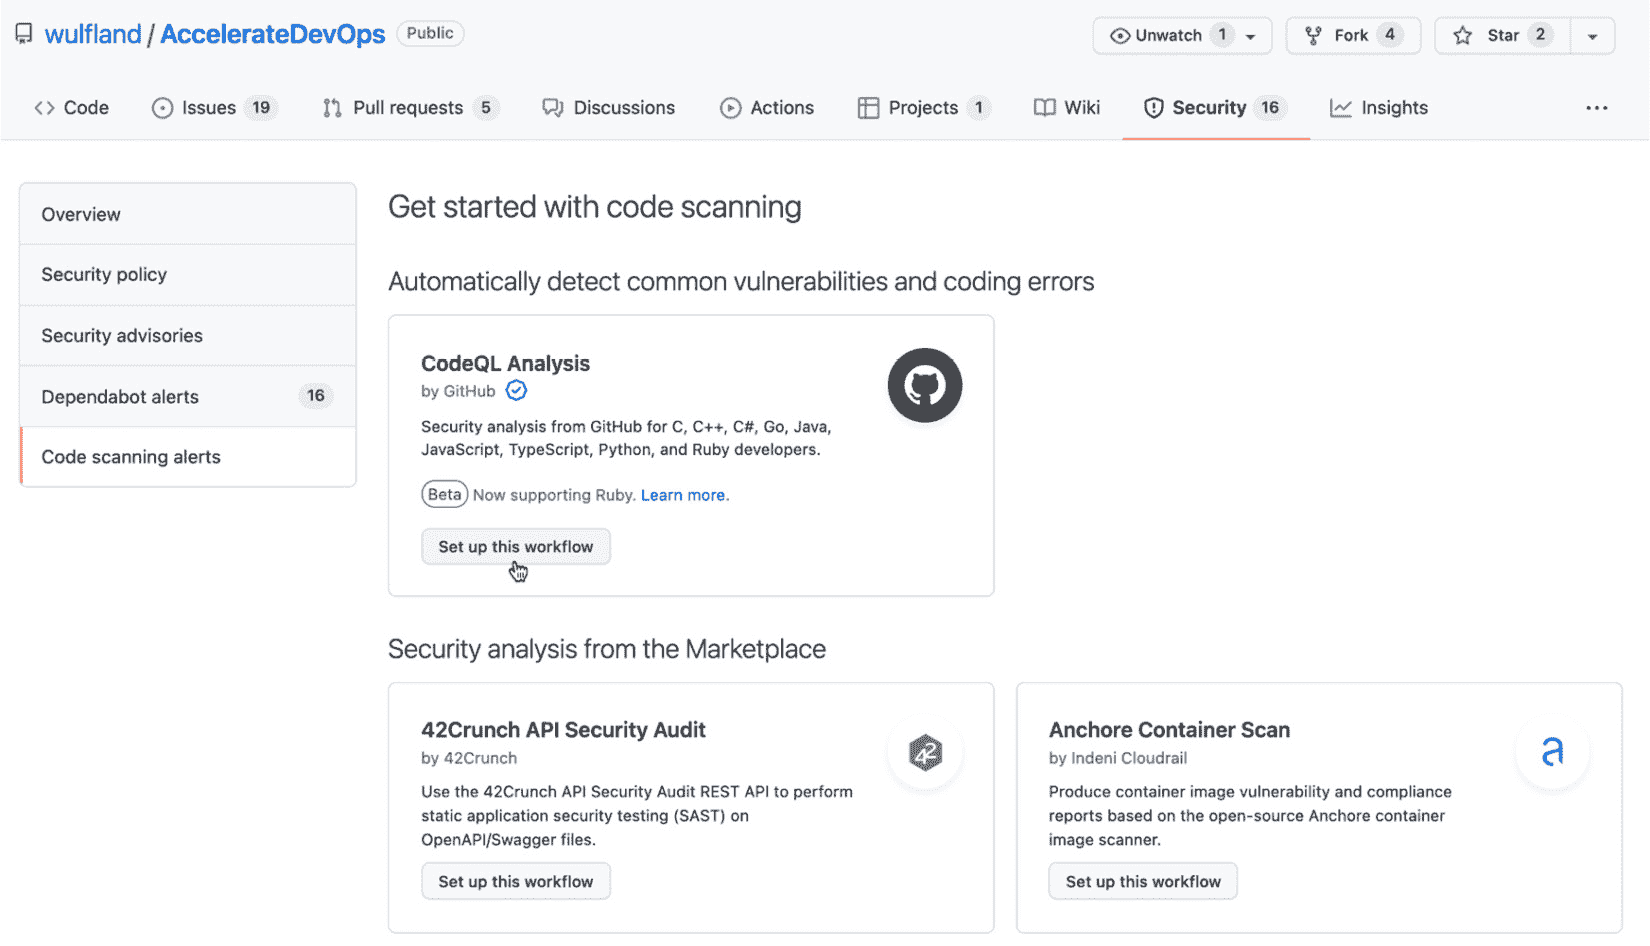 wulfland / AccelerateDevOps Public
Unwatch 1 Fork 4 Star 2
Code Issues 19 Pull requests 5 Discussions Actions Projects 1 Wiki Security 16 Insights
Overview
Security policy
Security advisories
Dependabot alerts 16
Code scanning alerts
Get started with code scanning
Automatically detect common vulnerabilities and coding errors
CodeQL Analysis
by GitHub
Security analysis from GitHub for C, C++, C#, Go, Java,
JavaScript, TypeScript, Python, and Ruby developers.
Beta Now supporting Ruby. Learn more.
Set up this workflow
Security analysis from the Marketplace
42Crunch API Security Audit
by 42Crunch
42
Use the 42Crunch API Security Audit REST API to perform
static application security testing (SAST) on
OpenAPI/Swagger files.
Set up this workflow
Anchore Container Scan
by Indeni Cloudrail
a
Produce container image vulnerability and compliance
reports based on the open-source Anchore container
image scanner.
Set up this workflow